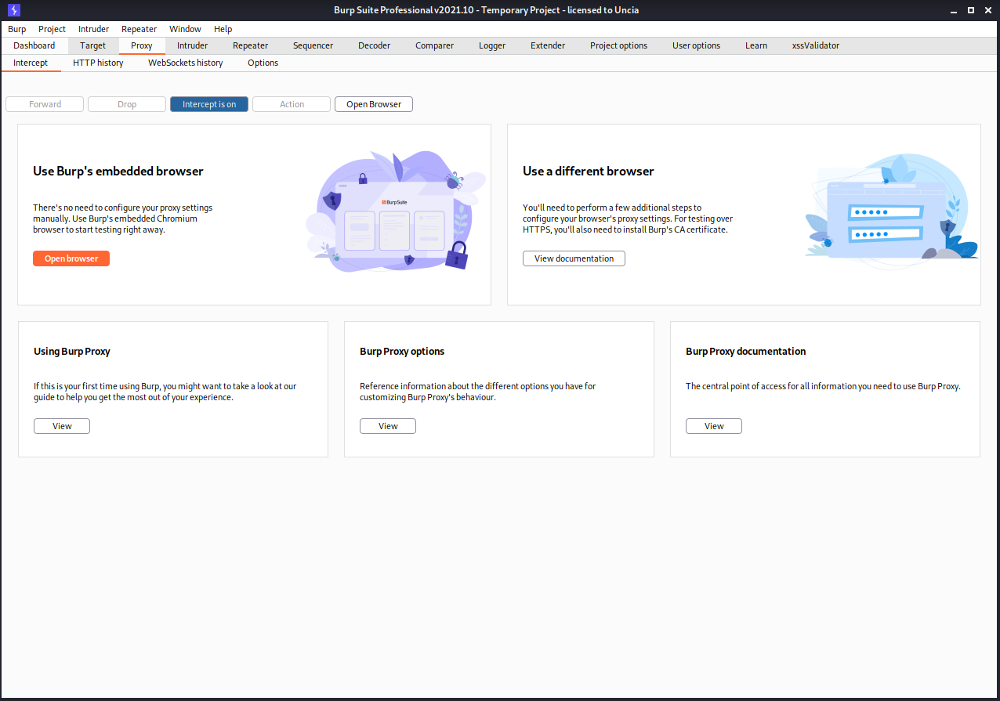 Burp Suite Professional v2021.10 - Temporary Project - licensed to Uncia
Burp Project Intruder Repeater Window Help
Dashboard Target Proxy Intruder Repeater Sequencer Decoder Comparer Logger Extender Project options User options Learn xssValidator
Intercept HTTP history WebSockets history Options
Forward Drop Intercept is on Action Open Browser
Use Burp's embedded browser
There's no need to configure your proxy settings
manually. Use Burp's embedded Chromium
browser to start testing right away.
Open browser
Burp Suite
Use a different browser
You'll need to perform a few additional steps to
configure your browser's proxy settings. For testing over
HTTPS, you'll also need to install Burp's CA certificate.
View documentation
Using Burp Proxy
If this is your first time using Burp, you might want to take a look at our
guide to help you get the most out of your experience.
View
Burp Proxy options
Reference information about the different options you have for
customizing Burp Proxy's behaviour.
View
Burp Proxy documentation
The central point of access for all information you need to use Burp Proxy.
View